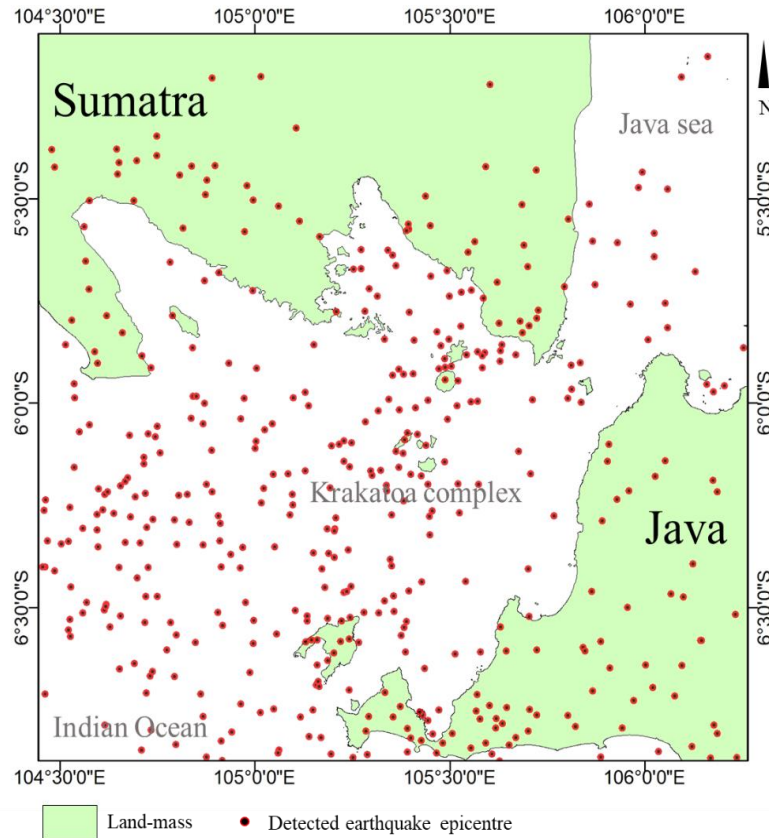 104°30'0"E 105°0'0"E 105°30'0"E 106°0'0"E
Sumatra
Java sea
N
5°30'0"S 5°30'0"S
6°0'0"S 6°0'0"S
Krakatoa complex
Java
6°30'0"S 6°30'0"S
Indian Ocean
104°30'0"E 105°0'0"E 105°30'0"E 106°0'0"E
Land-mass Detected earthquake epicentre